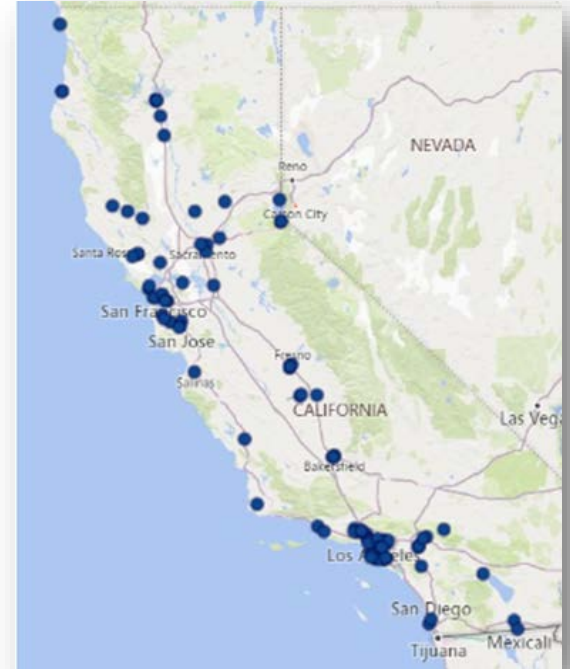 NEVADA
Reno
Carson City
Santa Rosa
Sacramento
San Francisco
San Jose
Fresno
Salinas
CALIFORNIA
Las Vega
Bakersfield
Los Angeles
San Diego
Tijuana
Mexicali